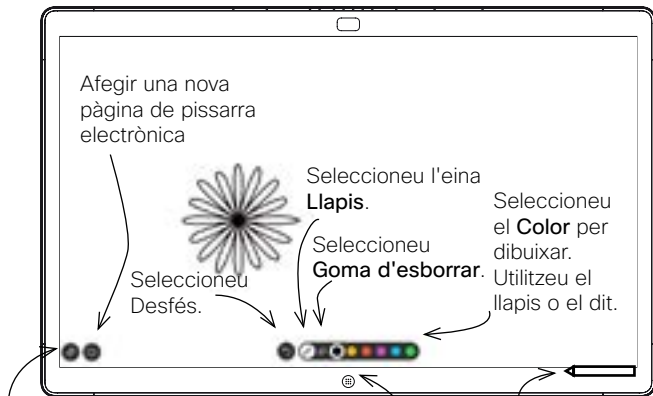 Afegir una nova
pàgina de pissarra
electrònica
Seleccioneu l'eina
Llapis.
Seleccioneu
Goma d'esborrar.
Seleccioneu
el Color per
dibuixar.
Utilitzeu el
llapis o el dit.
Seleccioneu
Desfés.